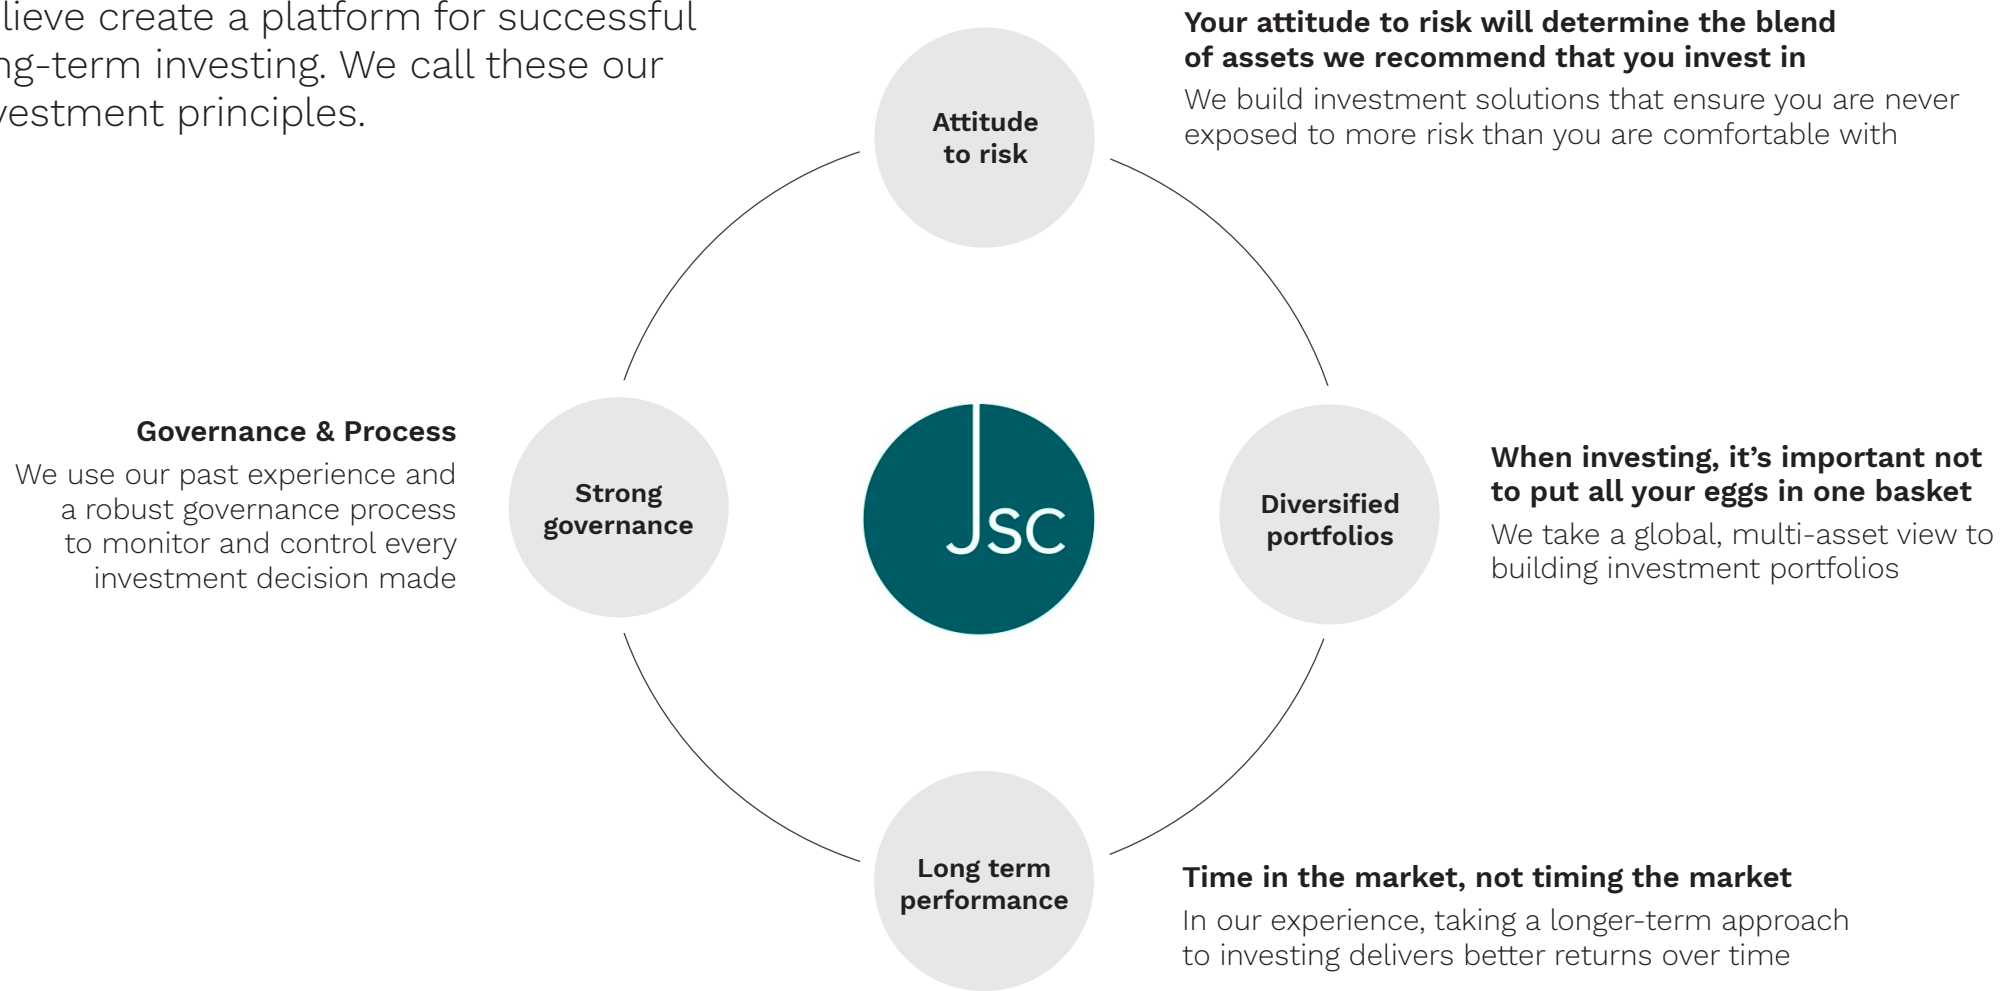 lieve create a platform for successful
ng-term investing. We call these our
vestment principles.
Attitude
to risk
Your attitude to risk will determine the blend
of assets we recommend that you invest in
We build investment solutions that ensure you are never
exposed to more risk than you are comfortable with
Governance & Process
We use our past experience and
a robust governance process
to monitor and control every
investment decision made
Strong
governance
JSC
Diversified
portfolios
When investing, it’s important not
to put all your eggs in one basket
We take a global, multi-asset view to
building investment portfolios
Long term
performance
Time in the market, not timing the market
In our experience, taking a longer-term approach
to investing delivers better returns over time